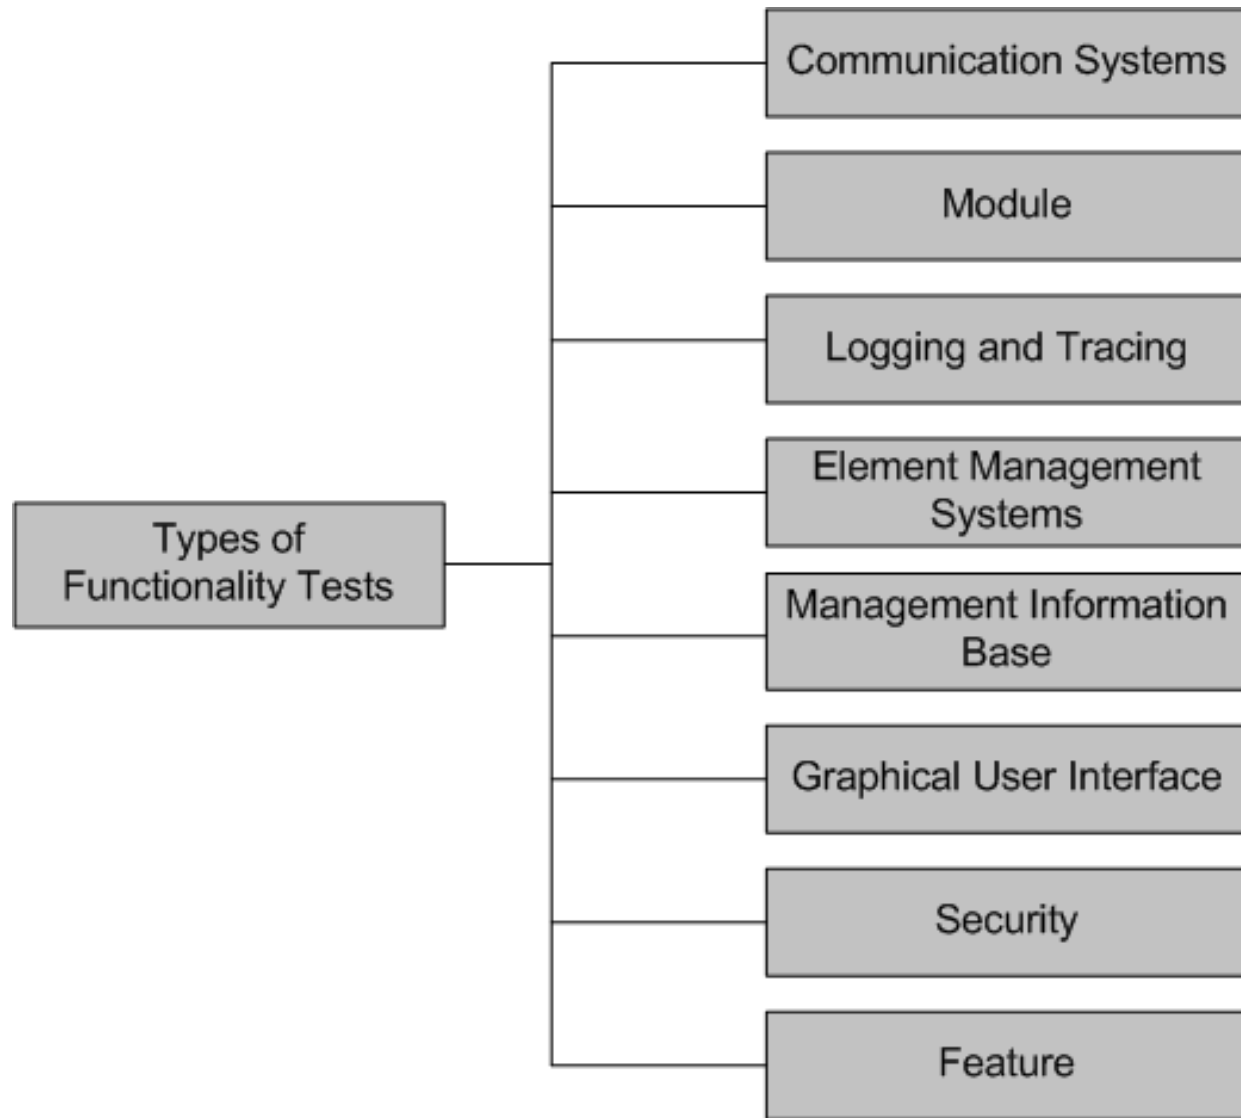 Communication Systems
Module
Logging and Tracing
Element Management
Systems
Types of
Functionality Tests
Management Information
Base
Graphical User Interface
Security
Feature